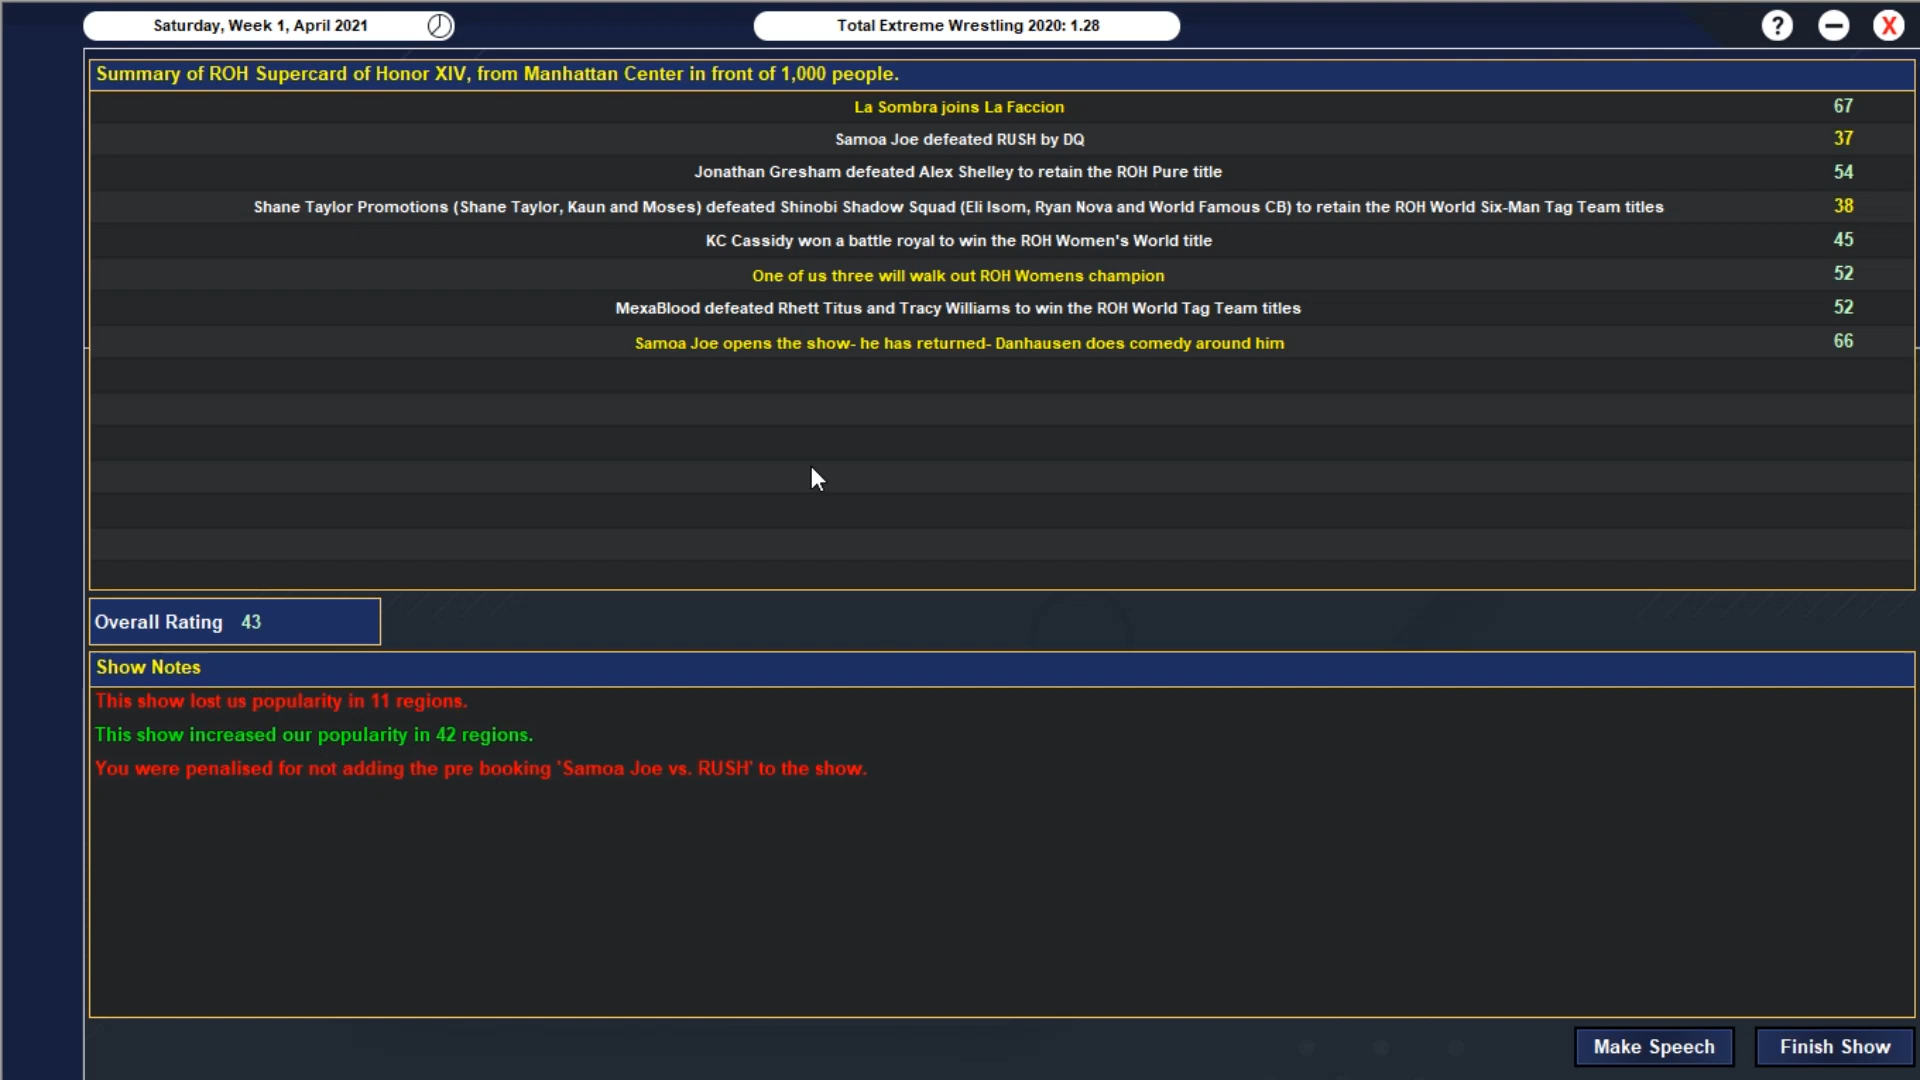 Saturday, Week 1, April 2021
Total Extreme Wrestling 2020: 1.28
?
X
Summary of ROH Supercard of Honor XIV, from Manhattan Center in front of 1,000 people.
La Sombra joins La Faccion 67
Samoa Joe defeated RUSH by DQ 37
Jonathan Gresham defeated Alex Shelley to retain the ROH Pure title 54
Shane Taylor Promotions (Shane Taylor, Kaun and Moses) defeated Shinobi Shadow Squad (Eli Isom, Ryan Nova and World Famous CB) to retain the ROH World Six-Man Tag Team titles 38
KC Cassidy won a battle royal to win the ROH Women's World title 45
One of us three will walk out ROH Womens champion 52
MexaBlood defeated Rhett Titus and Tracy Williams to win the ROH World Tag Team titles 52
Samoa Joe opens the show- he has returned- Danhausen does comedy around him 66
Overall Rating 43
Show Notes
This show lost us popularity in 11 regions.
This show increased our popularity in 42 regions.
You were penalised for not adding the pre booking 'Samoa Joe vs. RUSH' to the show.
Make Speech
Finish Show